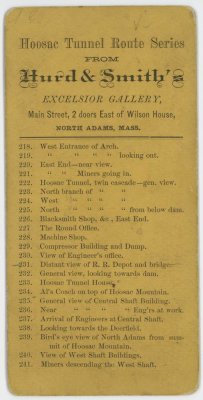 Hoosac Tunnel Route Series
FROM
Hurd & Smith's
EXCELSIOR GALLERY,
Main Street, 2 doors East of Wilson House,
NORTH ADAMS, MASS.
218. West Entrance of Arch.
219. " " " " looking out.
220. East End—near view.
221. " " Miners going in.
222. Hoosac Tunnel, twin cascade—gen. view.
223. North branch of " "
224. West " " " "
225. North " " " " from below dam.
226. Blacksmith Shop, &c., East End.
227. The Round Office.
228. Machine Shop.
229. Compressor Building and Dump.
230. View of Engineer's office.
231. Distant view of R. R. Depot and bridge
232. General view, looking towards dam.
233. Hoosac Tunnel House.
234. Al's Coach on top of Hoosac Mountain.
235. General view of Central Shaft Building.
236. Near " " " " Eng'rs at work.
237. Arrival of Engineers at Central Shaft.
238. Looking towards the Deerfield.
239. Bird's eye view of North Adams from sum-
mit of Hoosac Mountain.
240. View of West Shaft Buildings.
241. Miners descending the West Shaft.